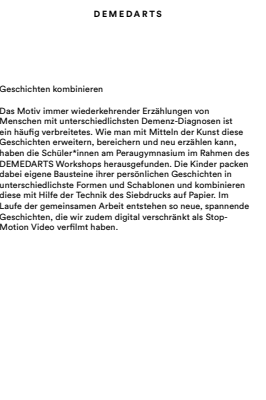 DEMEDARTS
Geschichten kombinieren
Das Motiv immer wiederkehrender Erzählungen von
Menschen mit unterschiedlichsten Demenz-Diagnosen ist
ein häufig verbreitetes. Wie man mit Mitteln der Kunst diese
Geschichten erweitern, bereichern und neu erzählen kann,
haben die Schüler*innen am Peraugymnasium im Rahmen des
DEMEDARTS Workshops herausgefunden. Die Kinder packen
dabei eigene Bausteine ihrer persönlichen Geschichten in
unterschiedlichste Formen und Schablonen und kombinieren
diese mit Hilfe der Technik des Siebdrucks auf Papier. Im
Laufe der gemeinsamen Arbeit entstehen so neue, spannende
Geschichten, die wir zudem digital verschränkt als Stop-
Motion Video verfilmt haben.